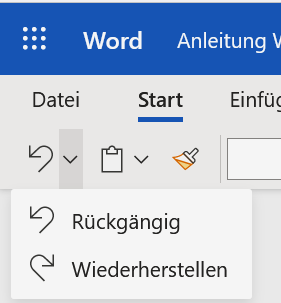 Word Anleitung W
Datei Start Einfüg
Rückgängig
Wiederherstellen